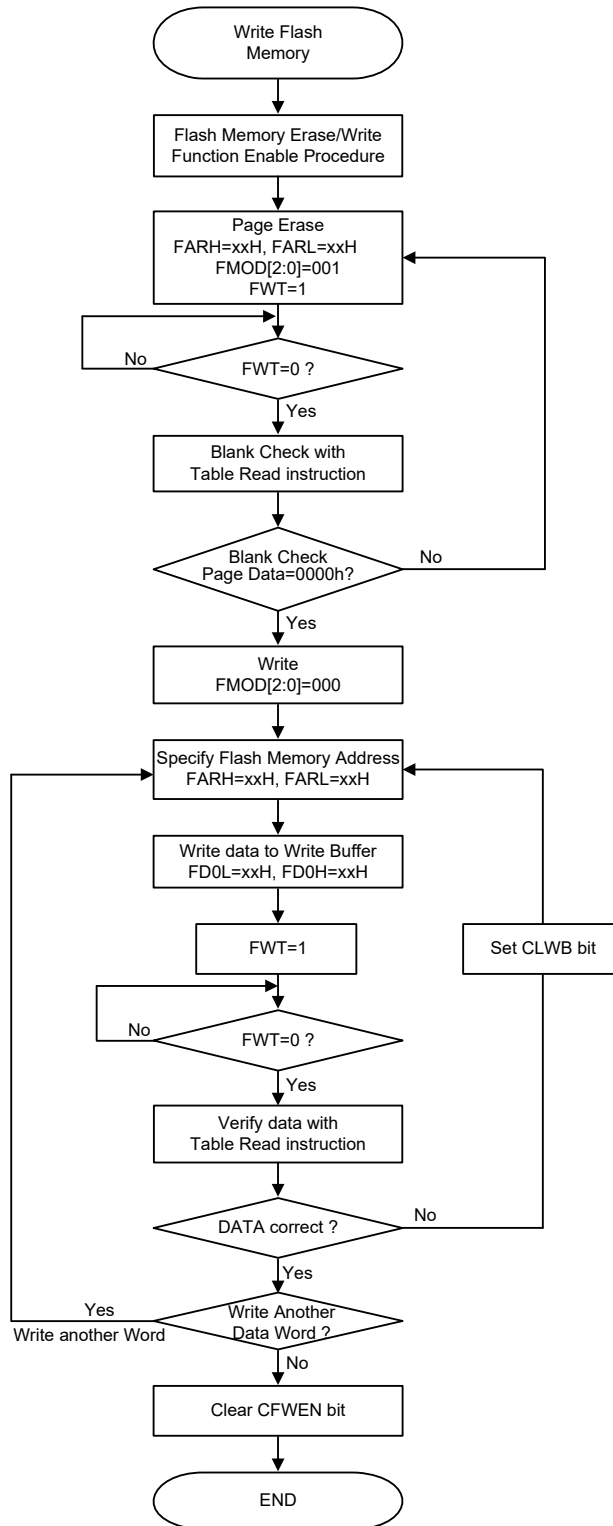 Write Flash
Memory
Flash Memory Erase/Write
Function Enable Procedure
Page Erase
FARH=xxH, FARL=xxH
FMOD[2:0]=001
FWT=1
No
FWT=0 ?
Yes
Blank Check with
Table Read instruction
Blank Check
Page Data=0000h?
No
Yes
Write
FMOD[2:0]=000
Specify Flash Memory Address
FARH=xxH, FARL=xxH
Write data to Write Buffer
FD0L=xxH, FD0H=xxH
FWT=1
Set CLWB bit
No
FWT=0 ?
Yes
Verify data with
Table Read instruction
DATA correct ?
No
Yes
Yes
Write another Word
Write Another
Data Word ?
No
Clear CFWEN bit
END